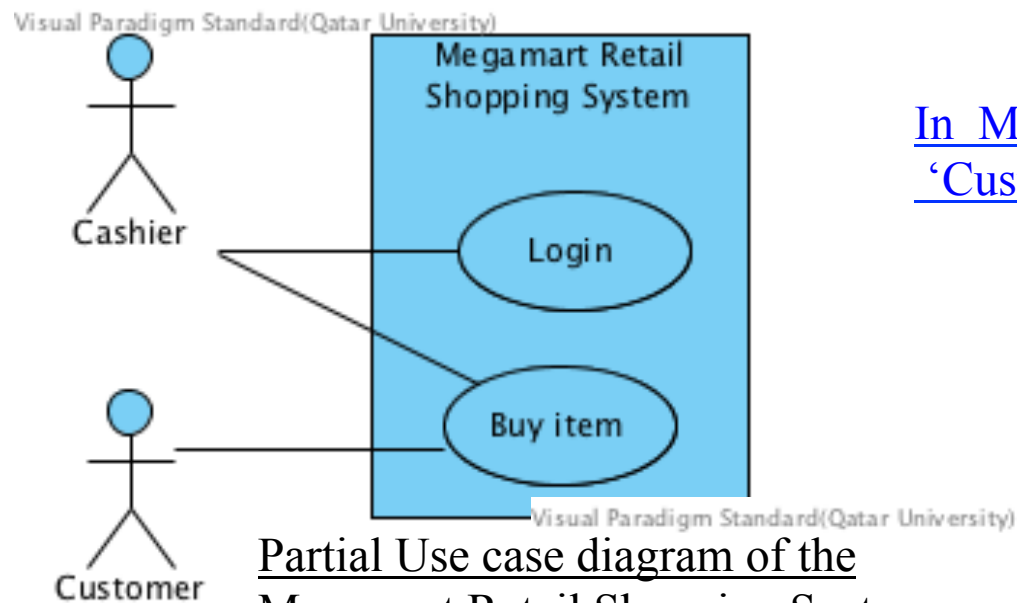 Visual Paradigm Standard(Qatar University)
Megamart Retail
Shopping System
In M
‘Cus
Cashier
Login
Buy item
Visual Paradigm Standard(Qatar University)
Partial Use case diagram of the
Customer